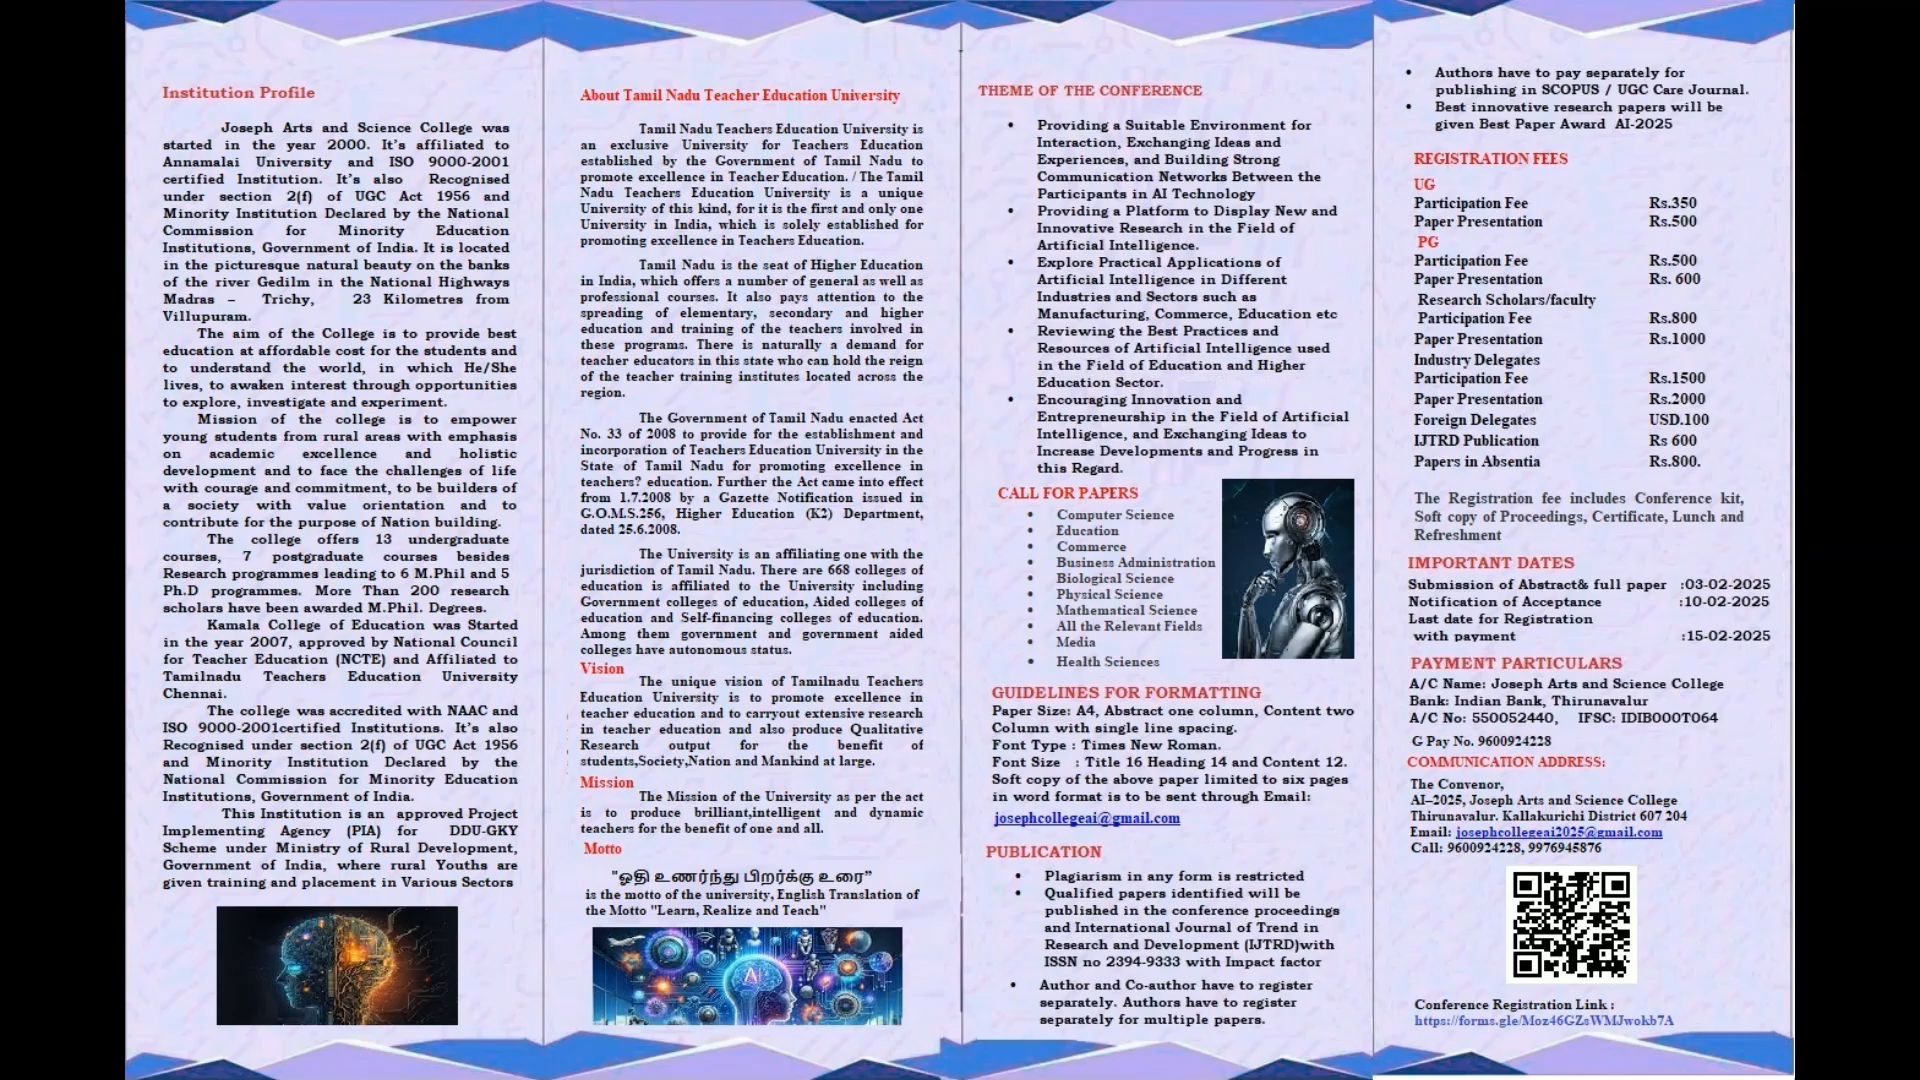 Institution Profile
Joseph Arts and Science College was
started in the year 2000. It's affiliated to
Annamalai University and ISO 9000-2001
certified Institution. It's also Recognised
under section 2(f) of UGC Act 1956 and
Minority Institution Declared by the National
Commission for Minority Education
Institutions, Government of India. It is located
in the picturesque natural beauty on the banks
of the river Gedilm in the National Highways
Madras – Trichy, 23 Kilometres from
Villupuram.
The aim of the College is to provide best
education at affordable cost for the students and
to understand the world, in which He/She
lives, to awaken interest through opportunities
to explore, investigate and experiment.
Mission of the college is to empower
young students from rural areas with emphasis
on academic excellence and holistic
development and to face the challenges of life
with courage and commitment, to be builders of
a society with value orientation and to
contribute for the purpose of Nation building.
The college offers 13 undergraduate
courses, 7 postgraduate courses besides
Research programmes leading to 6 M.Phil and 5
Ph.D programmes. More Than 200 research
scholars have been awarded M.Phil. Degrees.
Kamala College of Education was Started
in the year 2007, approved by National Council
for Teacher Education (NCTE) and Affiliated to
Tamilnadu Teachers Education University
Chennai.
The college was accredited with NAAC and
ISO 9000-2001certified Institutions. It's also
Recognised under section 2(f) of UGC Act 1956
and Minority Institution Declared by the
National Commission for Minority Education
Institutions, Government of India.
This Institution is an approved Project
Implementing Agency (PIA) for DDU-GKY
Scheme under Ministry of Rural Development,
Government of India, where rural Youths are
given training and placement in Various Sectors
About Tamil Nadu Teacher Education University
Tamil Nadu Teachers Education University is
an exclusive University for Teachers Education
established by the Government of Tamil Nadu to
promote excellence in Teacher Education. / The Tamil
Nadu Teachers Education University is a unique
University of this kind, for it is the first and only one
University in India, which is solely established for
promoting excellence in Teachers Education.
Tamil Nadu is the seat of Higher Education
in India, which offers a number of general as well as
professional courses. It also pays attention to the
spreading of elementary, secondary and higher
education and training of the teachers involved in
these programs. There is naturally a demand for
teacher educators in this state who can hold the reign
of the teacher training institutes located across the
region.
The Government of Tamil Nadu enacted Act
No. 33 of 2008 to provide for the establishment and
incorporation of Teachers Education University in the
State of Tamil Nadu for promoting excellence in
teachers? education. Further the Act came into effect
from 1.7.2008 by a Gazette Notification issued in
G.O.M.S.256, Higher Education (K2) Department,
dated 25.6.2008.
The University is an affiliating one with the
jurisdiction of Tamil Nadu. There are 668 colleges of
education is affiliated to the University including
Government colleges of education, Aided colleges of
education and Self-financing colleges of education.
Among them government and government aided
colleges have autonomous status.
Vision
The unique vision of Tamilnadu Teachers
Education University is to promote excellence in
teacher education and to carryout extensive research
in teacher education and also produce Qualitative
Research output for the benefit of
students,Society,Nation and Mankind at large.
Mission
The Mission of the University as per the act
is to produce brilliant,intelligent and dynamic
teachers for the benefit of one and all.
Motto
"ஓதி உணர்ந்து பிறர்க்கு உரை"
is the motto of the university, English Translation of
the Motto "Learn, Realize and Teach"
AI
THEME OF THE CONFERENCE
• Providing a Suitable Environment for
Interaction, Exchanging Ideas and
Experiences, and Building Strong
Communication Networks Between the
Participants in AI Technology
• Providing a Platform to Display New and
Innovative Research in the Field of
Artificial Intelligence.
• Explore Practical Applications of
Artificial Intelligence in Different
Industries and Sectors such as
Manufacturing, Commerce, Education etc
• Reviewing the Best Practices and
Resources of Artificial Intelligence used
in the Field of Education and Higher
Education Sector.
• Encouraging Innovation and
Entrepreneurship in the Field of Artificial
Intelligence, and Exchanging Ideas to
Increase Developments and Progress in
this Regard.
CALL FOR PAPERS
• Computer Science
• Education
• Commerce
• Business Administration
• Biological Science
• Physical Science
• Mathematical Science
• All the Relevant Fields
• Media
• Health Sciences
GUIDELINES FOR FORMATTING
Paper Size: A4, Abstract one column, Content two
Column with single line spacing.
Font Type : Times New Roman.
Font Size : Title 16 Heading 14 and Content 12.
Soft copy of the above paper limited to six pages
in word format is to be sent through Email:
josephcollegeai@gmail.com
PUBLICATION
• Plagiarism in any form is restricted
• Qualified papers identified will be
published in the conference proceedings
and International Journal of Trend in
Research and Development (IJTRD)with
ISSN no 2394-9333 with Impact factor
• Author and Co-author have to register
separately. Authors have to register
separately for multiple papers.
• Authors have to pay separately for
publishing in SCOPUS / UGC Care Journal.
• Best innovative research papers will be
given Best Paper Award AI-2025
REGISTRATION FEES
UG
Participation Fee Rs.350
Paper Presentation Rs.500
PG
Participation Fee Rs.500
Paper Presentation Rs. 600
Research Scholars/faculty
Participation Fee Rs.800
Paper Presentation Rs.1000
Industry Delegates
Participation Fee Rs.1500
Paper Presentation Rs.2000
Foreign Delegates USD.100
IJTRD Publication Rs 600
Papers in Absentia Rs.800.
The Registration fee includes Conference kit,
Soft copy of Proceedings, Certificate, Lunch and
Refreshment
IMPORTANT DATES
Submission of Abstract& full paper :03-02-2025
Notification of Acceptance :10-02-2025
Last date for Registration
with payment :15-02-2025
PAYMENT PARTICULARS
A/C Name: Joseph Arts and Science College
Bank: Indian Bank, Thirunavalur
A/C No: 550052440, IFSC: IDIB000T064
G Pay No. 9600924228
COMMUNICATION ADDRESS:
The Convenor,
AI–2025, Joseph Arts and Science College
Thirunavalur. Kallakurichi District 607 204
Email: josephcollegeai2025@gmail.com
Call: 9600924228, 9976945876
Conference Registration Link :
https://forms.gle/Moz46GZsWMJwokb7A